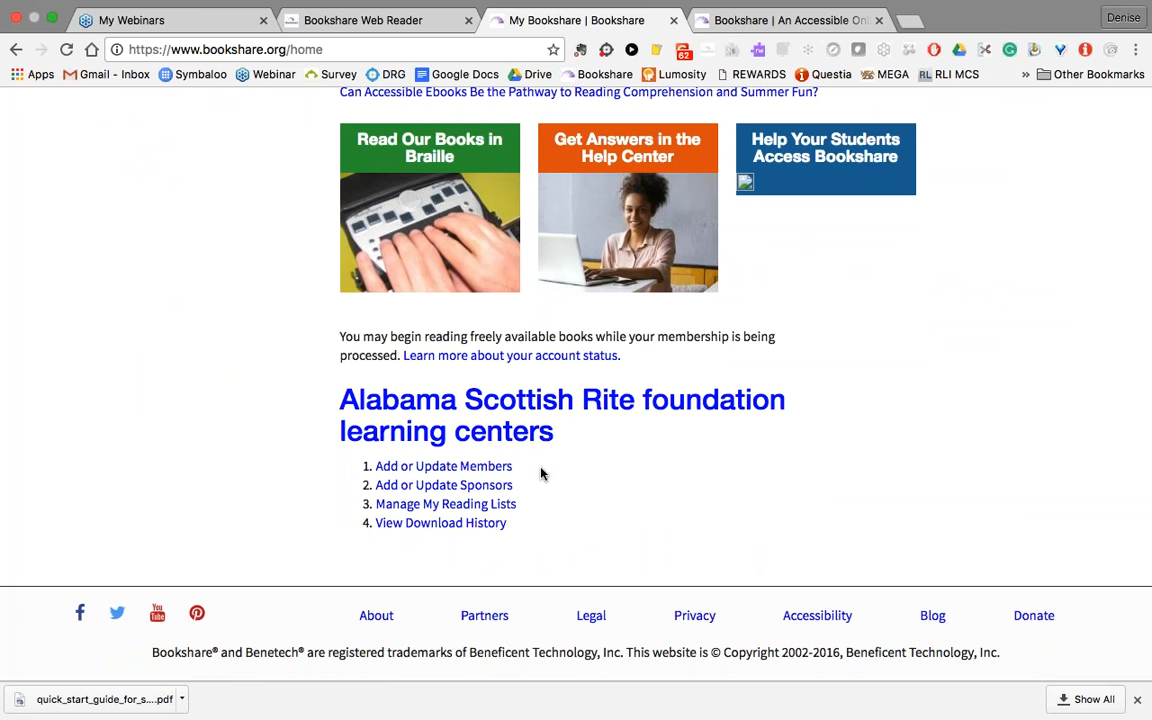 My Webinars
Bookshare Web Reader
My Bookshare | Bookshare
Bookshare | An Accessible Onl
Denise
https://www.bookshare.org/home
62
Apps
Gmail - Inbox
Symbaloo
Webinar
Survey
DRG
Google Docs
Drive
Bookshare
Lumosity
REWARDS
Questia
MEGA
RLI MCS
» Other Bookmarks
Can Accessible Ebooks Be the Pathway to Reading Comprehension and Summer Fun?
Read Our Books in
Braille
Get Answers in the
Help Center
Help Your Students
Access Bookshare
You may begin reading freely available books while your membership is being
processed. Learn more about your account status.
Alabama Scottish Rite foundation
learning centers
1. Add or Update Members
2. Add or Update Sponsors
3. Manage My Reading Lists
4. View Download History
You Tube
About
Partners
Legal
Privacy
Accessibility
Blog
Donate
Bookshare® and Benetech® are registered trademarks of Beneficent Technology, Inc. This website is © Copyright 2002-2016, Beneficent Technology, Inc.
quick_start_guide_for_s....pdf
Show All